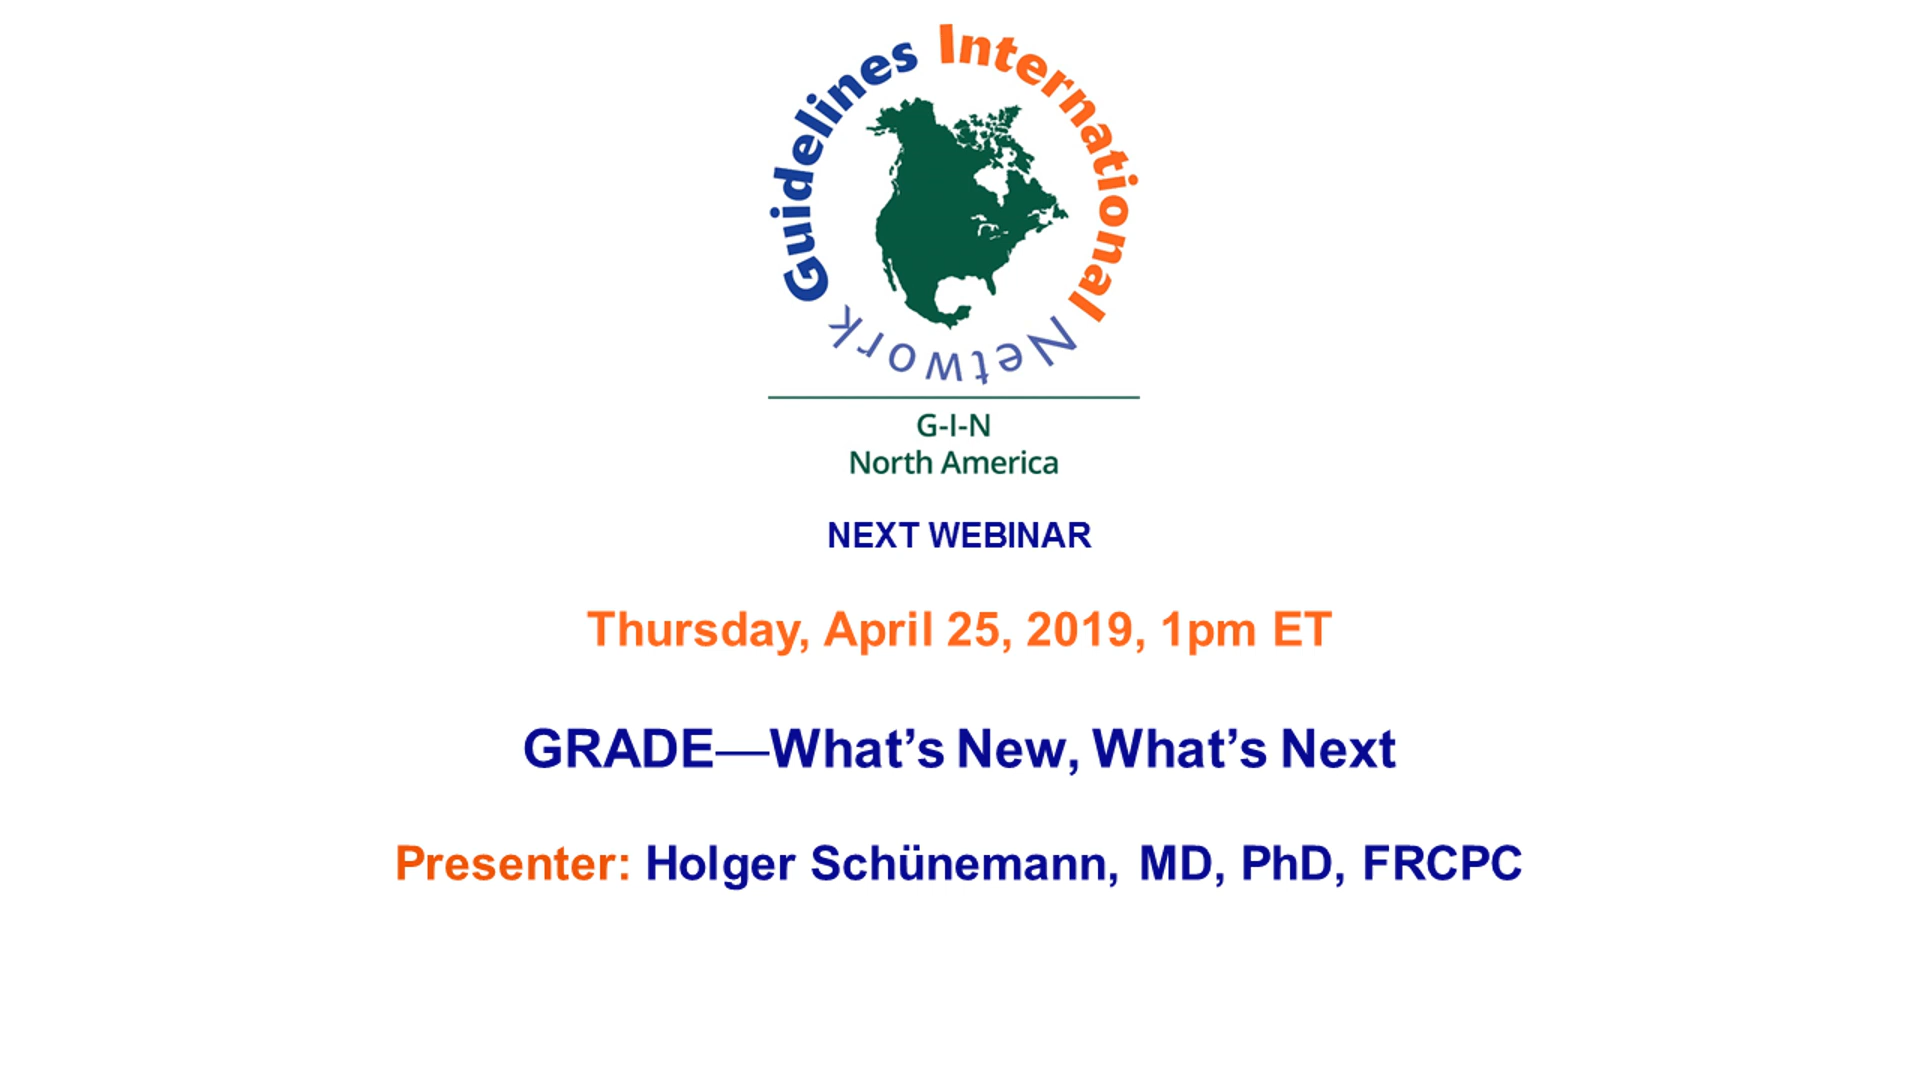 Guidelines International Network
G-I-N
North America
NEXT WEBINAR
Thursday, April 25, 2019, 1pm ET
GRADE—What’s New, What’s Next
Presenter: Holger Schünemann, MD, PhD, FRCPC